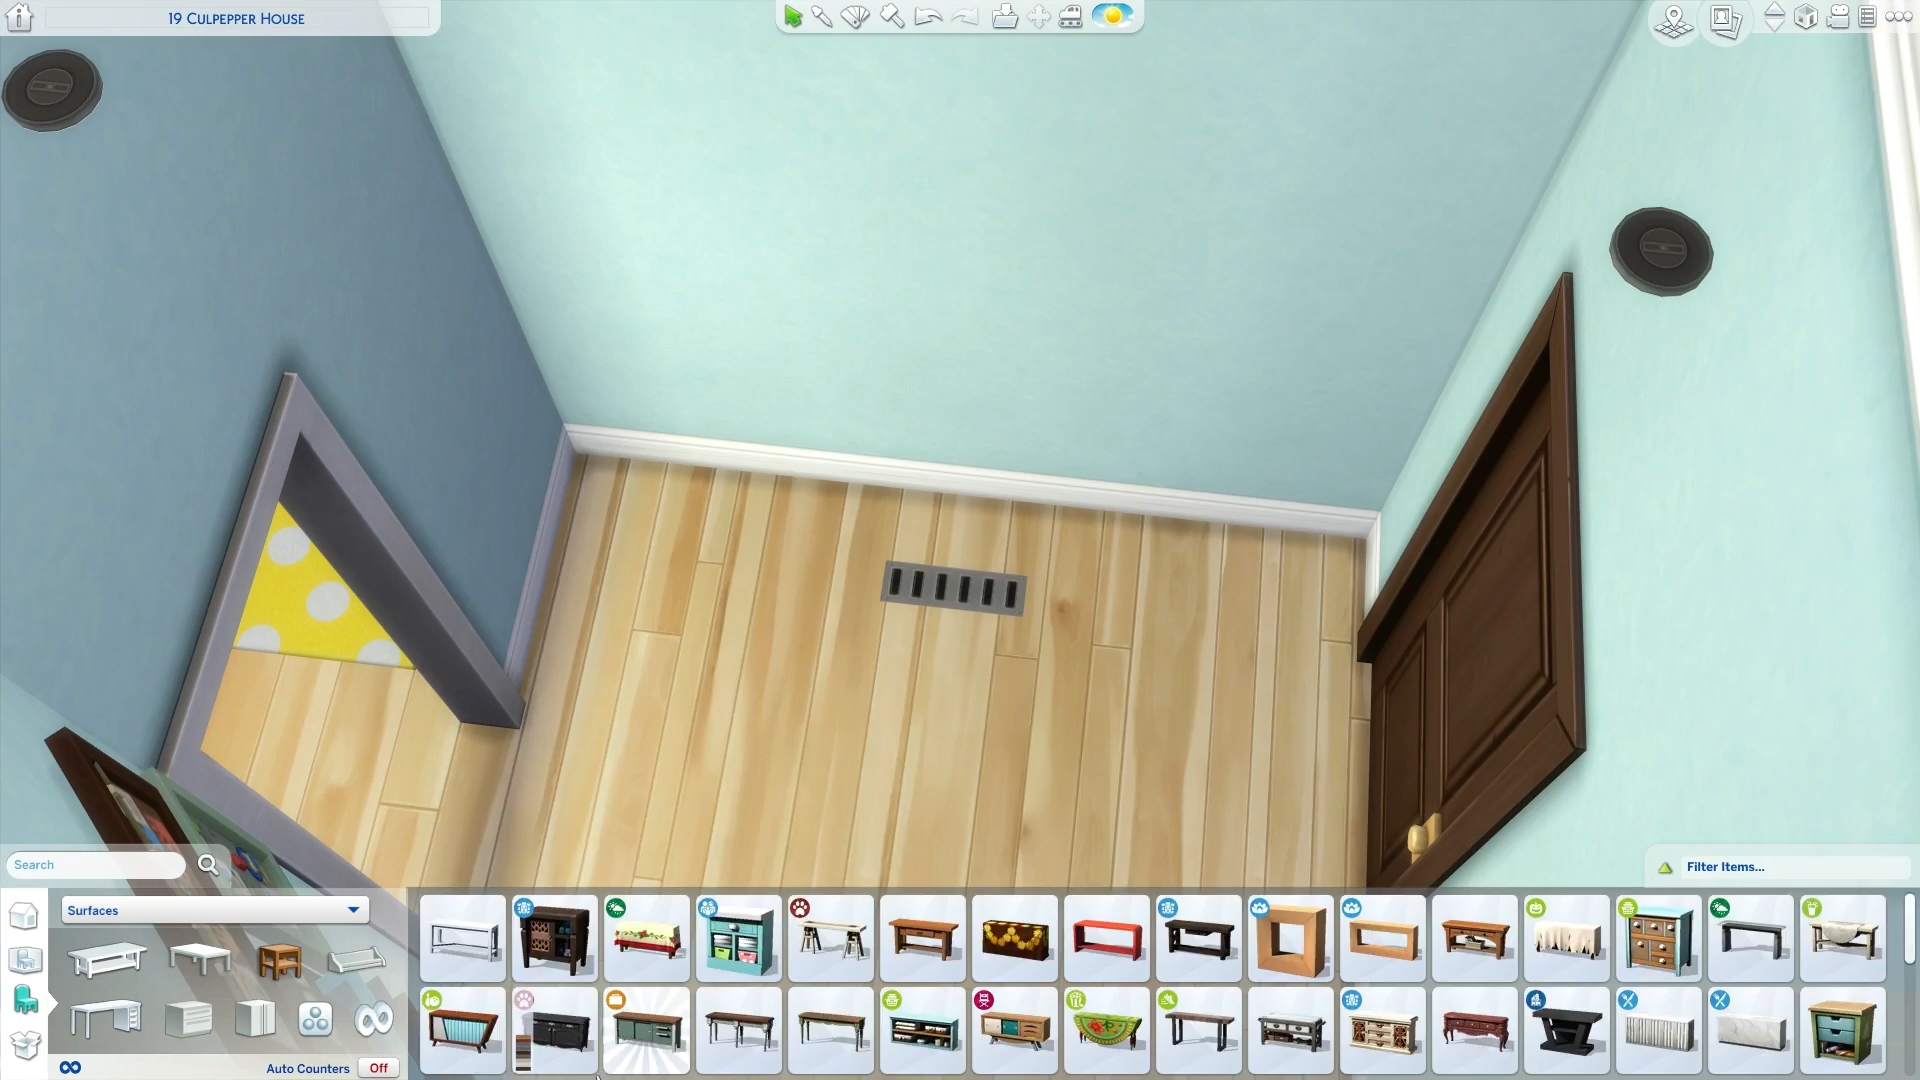 19 Culpepper House
Search
Filter Items...
Surfaces
Auto Counters Off